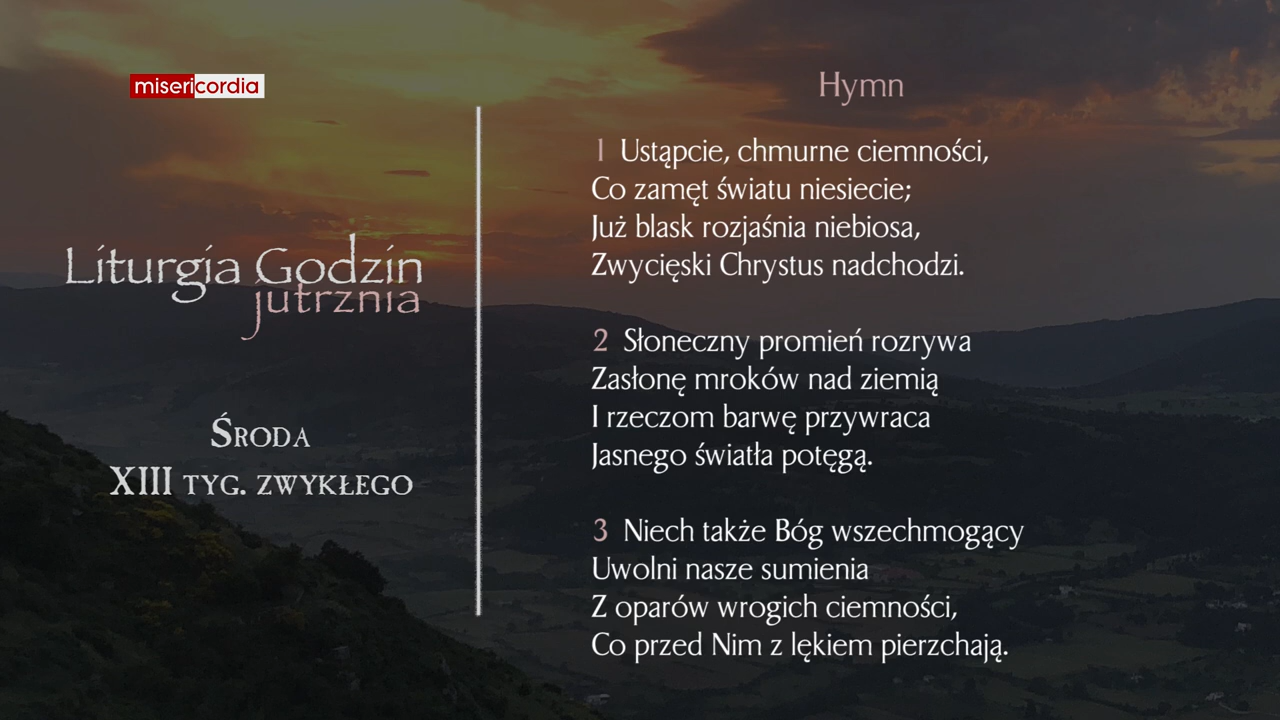 misericordia
Liturgia Godzin
jutrznia
Środa
XIII tyg. zwykłego
Hymn
1 Ustąpcie, chmurne ciemności,
Co zamęt światu niesiecie;
Już blask rozjaśnia niebiosa,
Zwycięski Chrystus nadchodzi.
2 Słoneczny promień rozrywa
Zasłonę mroków nad ziemią
I rzeczom barwę przywraca
Jasnego światła potęgą.
3 Niech także Bóg wszechmogący
Uwolni nasze sumienia
Z oparów wrogich ciemności,
Co przed Nim z lękiem pierzchają.